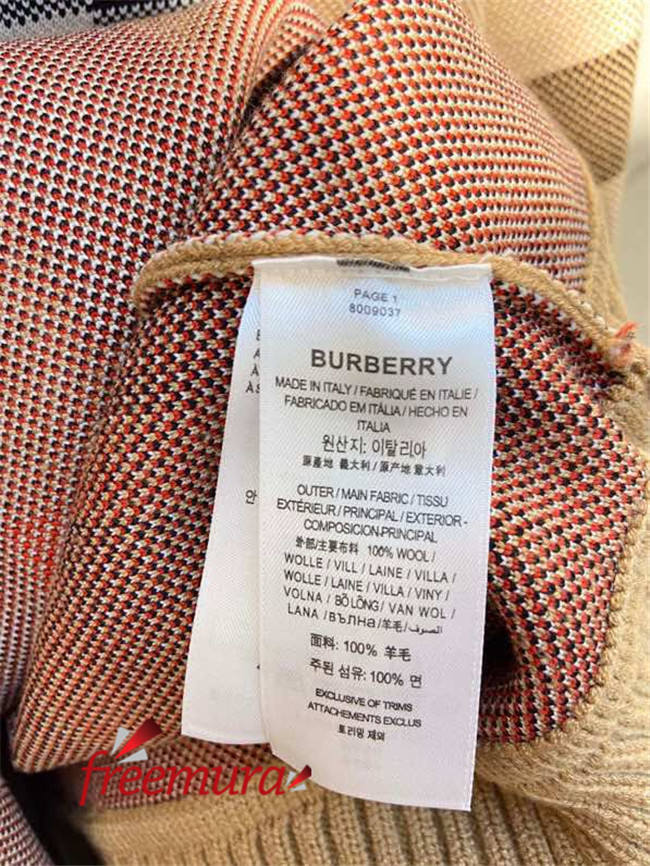 PAGE 1
8009037
BURBERRY
MADE IN ITALY / FABRIQUÉ EN ITALIE /
FABRICADO EM ITÁLIA / HECHO EN
ITALIA
원산지: 이탈리아
原產地 義大利 / 原产地 意大利
OUTER / MAIN FABRIC / TISSU
EXTÉRIEUR / PRINCIPAL / EXTERIOR -
COMPOSICION-PRINCIPAL
外部/主要布料 100% WOOL /
WOLLE / VILL / LAINE / VILLA /
WOLLE / LAINE / VILLA / VINY /
VOLNA / BÔ LÔNG / VAN WOL /
LANA / ВЪЛНа /羊毛/ الصوف/
面料: 100% 羊毛
주된 섬유: 100% 면
EXCLUSIVE OF TRIMS
ATTACHEMENTS EXCLUS
트리밍 제외
안
freemura